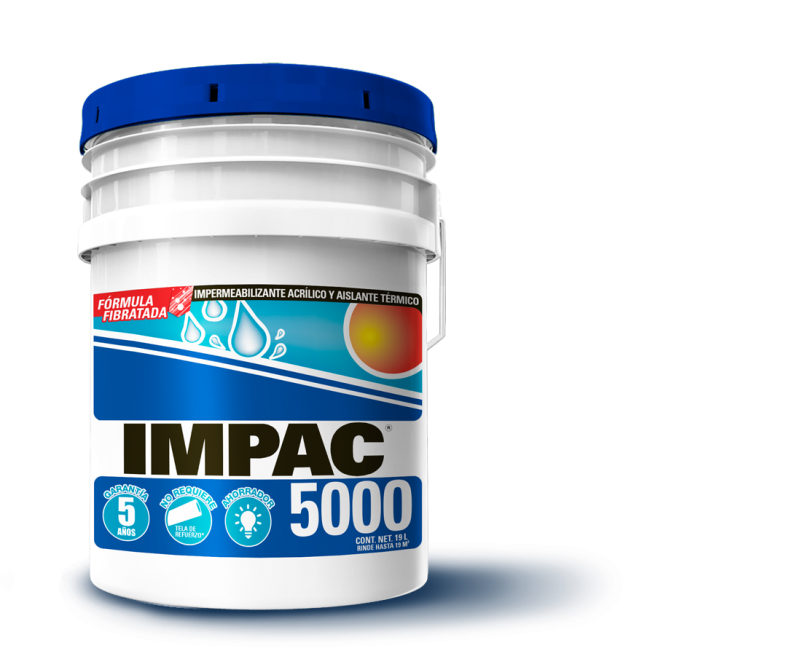 FÓRMULA
FIBRATADA
IMPERMEABILIZANTE ACRÍLICO Y AISLANTE TÉRMICO
IMPAC®
5000
GARANTÍA
5
AÑOS
NO REQUIERE
TELA DE
REFUERZO*
AHORRADOR
CONT. NET. 19 L.
RINDE HASTA 19 M²